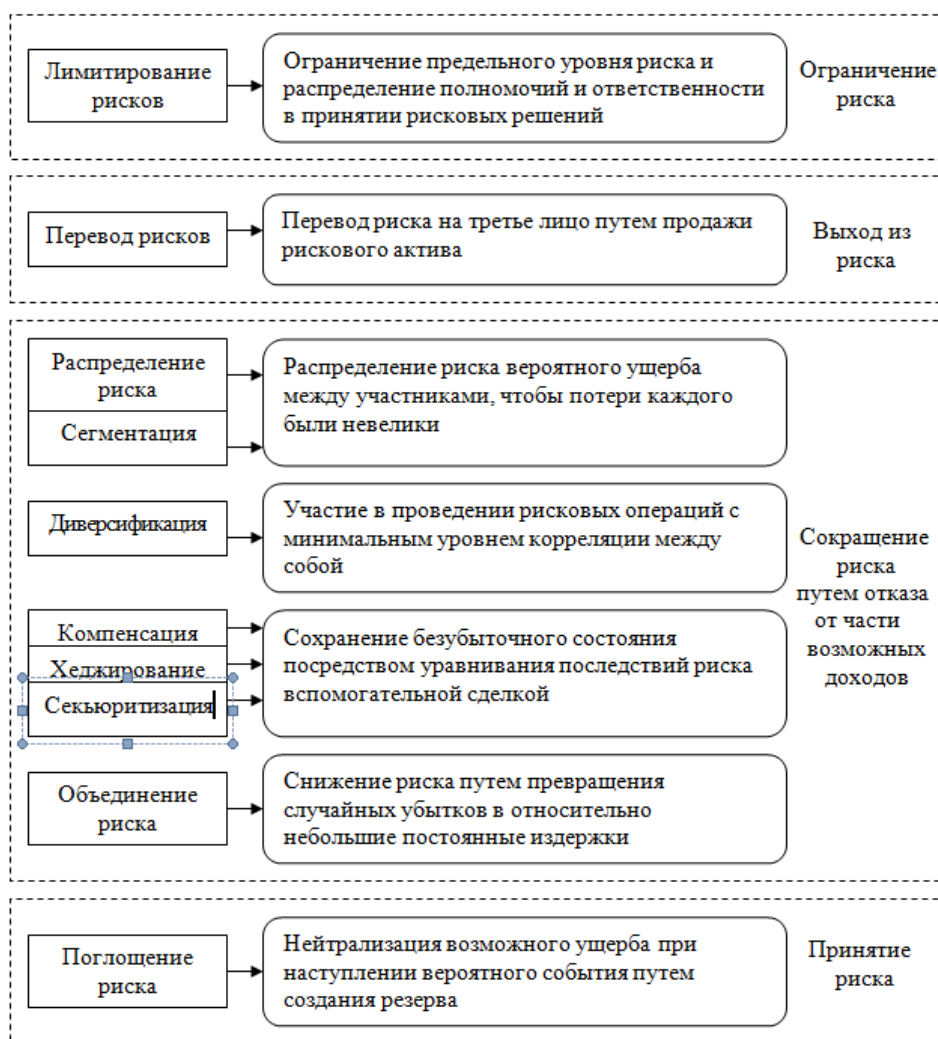 Лимитирование
рисков
Ограничение предельного уровня риска и
распределение полномочий и ответственности
в принятии рисковых решений
Ограничение
риска
Перевод рисков
Перевод риска на третье лицо путем продажи
рискового актива
Выход из
риска
Распределение
риска
Сегментация
Распределение риска вероятного ущерба
между участниками, чтобы потери каждого
были невелики
Диверсификация
Участие в проведении рисковых операций с
минимальным уровнем корреляции между
собой
Компенсация
Хеджирование
Секьюритизация
Сохранение безубыточного состояния
посредством уравнивания последствий риска
вспомогательной сделкой
Объединение
риска
Снижение риска путем превращения
случайных убытков в относительно
небольшие постоянные издержки
Сокращение
риска
путем отказа
от части
возможных
доходов
Поглощение
риска
Нейтрализация возможного ущерба при
наступлении вероятного события путем
создания резерва
Принятие
риска